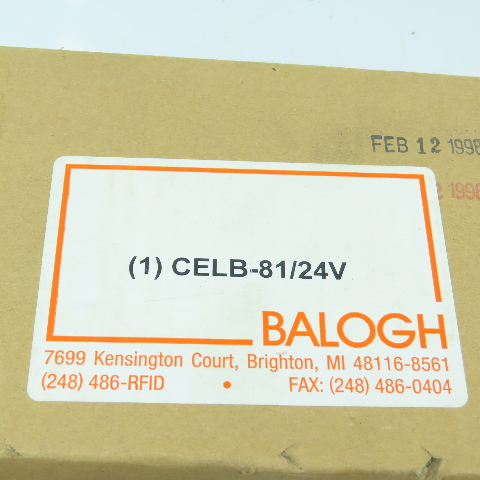 FEB 12 1998
(1) CELB-81/24V
BALOGH
7699 Kensington Court, Brighton, MI 48116-8561
(248) 486-RFID • FAX: (248) 486-0404